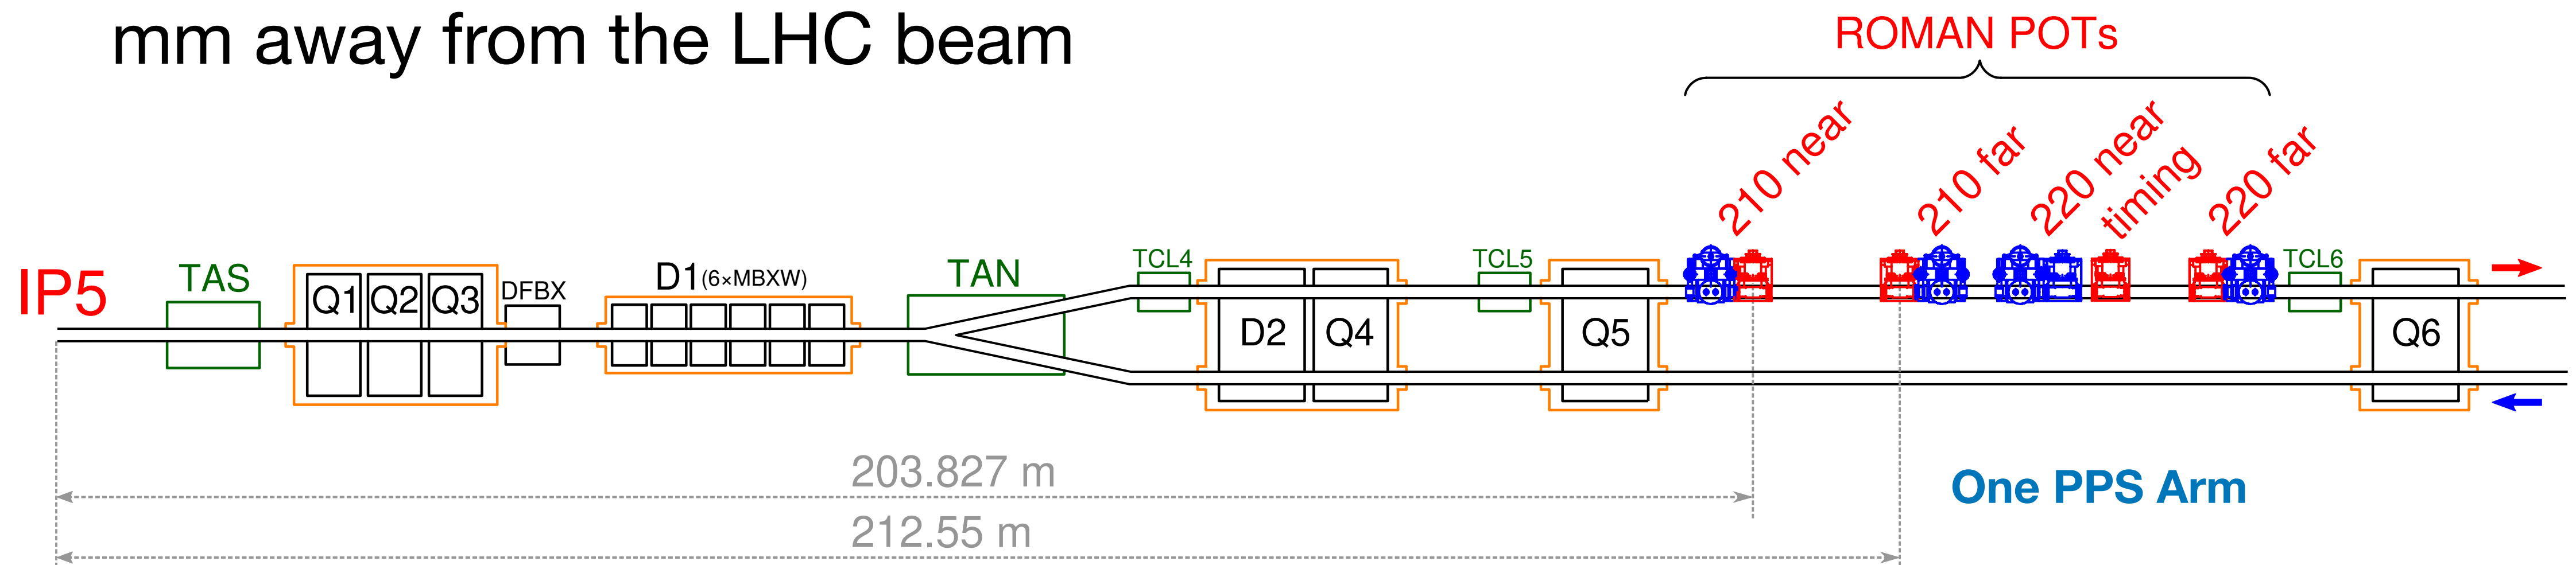 mm away from the LHC beam
ROMAN POTs
210 near
210 far
220 near
timing
220 far
IP5
TAS
Q1
Q2
Q3
DFBX
D1(6×MBXW)
TAN
TCL4
D2
Q4
TCL5
Q5
TCL6
Q6
203.827 m
212.55 m
One PPS Arm